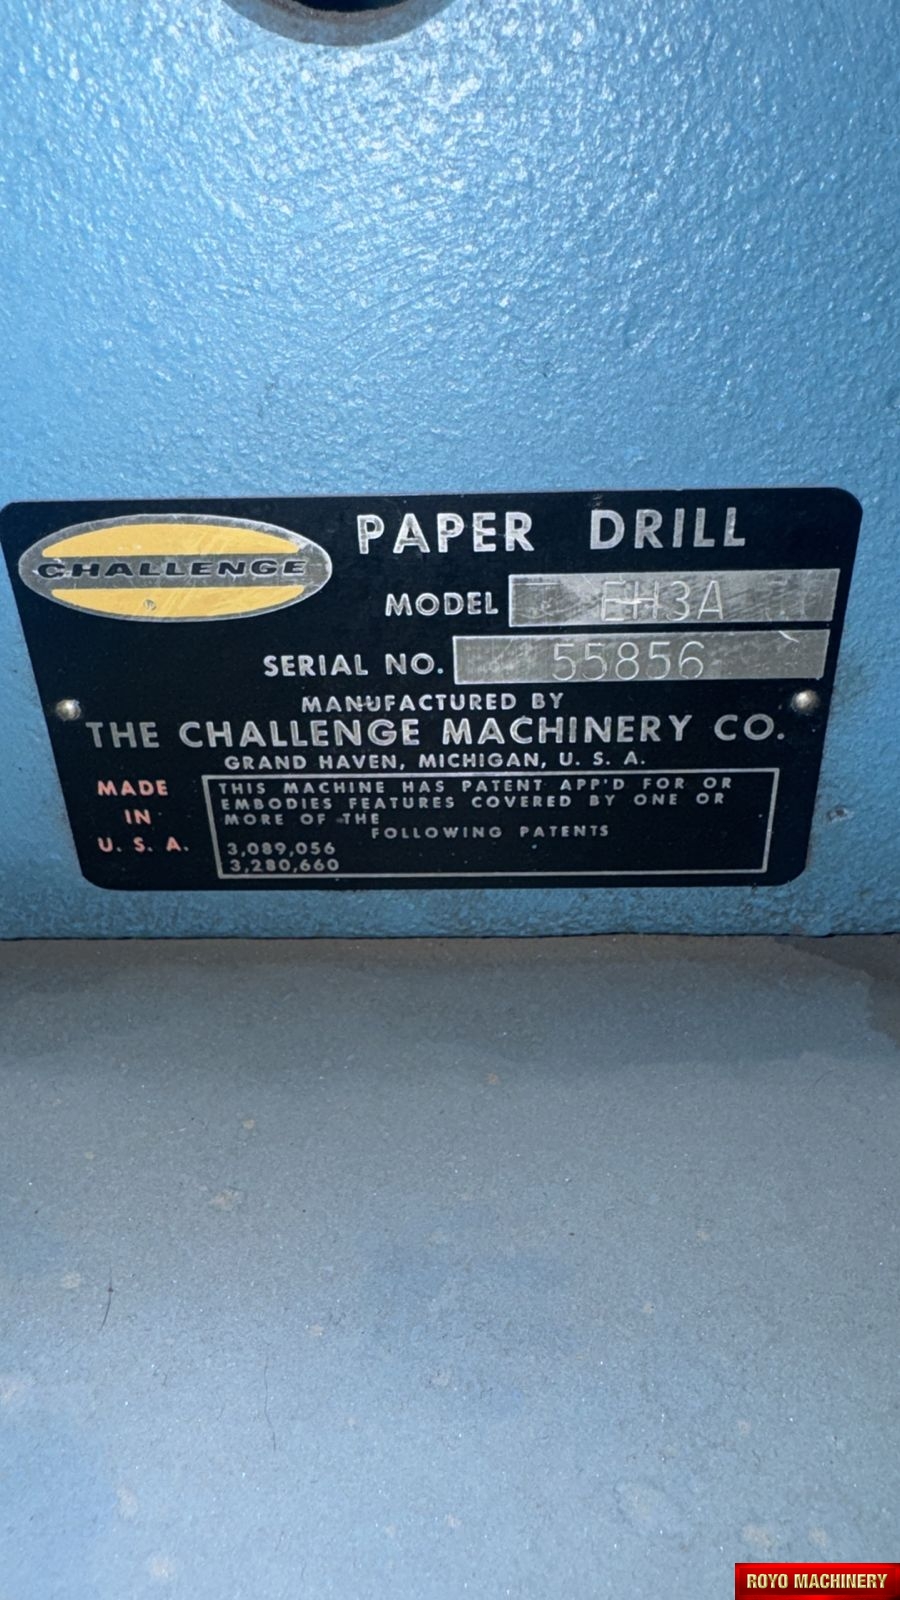 CHALLENGE
PAPER DRILL
MODEL EH3A
SERIAL NO. 55856
MANUFACTURED BY
THE CHALLENGE MACHINERY CO.
GRAND HAVEN, MICHIGAN, U. S. A.
MADE
IN
U. S. A.
THIS MACHINE HAS PATENT APP'D FOR OR
EMBODIES FEATURES COVERED BY ONE OR
MORE OF THE
FOLLOWING PATENTS
3,089,056
3,280,660
ROYO MACHINERY